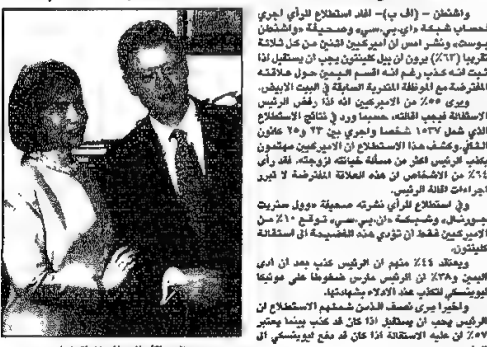 واشنطن – (اف ب)– افاد استطلاع للرأي اجري
لحساب شبكة «اي.بي.سي» وصحيفة «واشنطن
بوست» ونشر امس ان اميركيين اثنين من كل ثلاثة
تقريبا (٦٣٪) يرون ان بيل كلينتون يجب ان يستقيل اذا
ثبت انه كذب رغم انه اقسم اليمين حول علاقته
المفترضة مع الموظفة المتدربة السابقة في البيت الابيض.
ويرى ٥٥٪ من الاميركيين انه اذا رفض الرئيس
الاستقالة فيجب اقالته، حسبما ورد في نتائج الاستطلاع
الذي شمل ١٥٣٧ شخصا واجري بين ٢٣ و٢٥ كانون
الثاني. وكشف هذا الاستطلاع ان الاميركيين مهتمون
بكذب الرئيس اكثر من مسألة خيانته لزوجته. فقد رأى
٦٤٪ من الاشخاص ان هذه العلاقة المفترضة لا تبرر
اجراءات اقالة الرئيس.
وفي استطلاع للرأي نشرته صحيفة «وول ستريت
جورنال» وشبكة «ان.بي.سي» توقع ١٠٪ من
الاميركيين فقط ان تؤدي هذه الفضيحة الى استقالة
كلينتون.
ويعتقد ٤٤٪ منهم ان الرئيس كذب بعد ان ادى
اليمين و٣٨٪ ان الرئيس مارس ضغوطا على مونيكا
ليوينسكي لتكذب عند الادلاء بشهادتها.
واخيرا يرى نصف الذين شملهم الاستطلاع ان
الرئيس يجب ان يستقيل اذا كان قد كذب بينما يعتبر
٥٧٪ ان عليه الاستقالة اذا كان قد دفع ليوينسكي الى